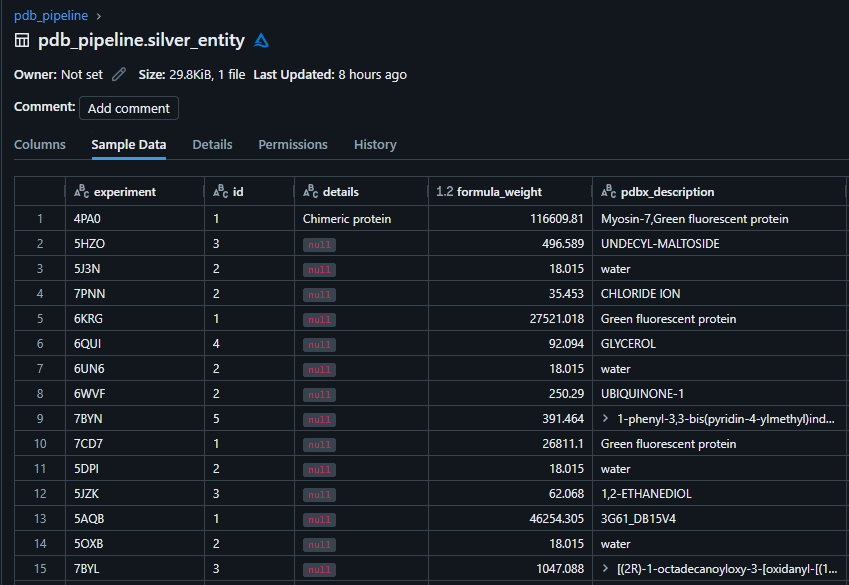 pdb_pipeline >
pdb_pipeline.silver_entity
Owner: Not set Size: 29.8KiB, 1 file Last Updated: 8 hours ago
Comment: Add comment
Columns Sample Data Details Permissions History
ABC experiment ABC id ABC details 1.2 formula_weight ABC pdbx_description
1 4PA0 1 Chimeric protein 116609.81 Myosin-7,Green fluorescent protein
2 5HZO 3 null 496.589 UNDECYL-MALTOSIDE
3 5J3N 2 null 18.015 water
4 7PNN 2 null 35.453 CHLORIDE ION
5 6KRG 1 null 27521.018 Green fluorescent protein
6 6QUI 4 null 92.094 GLYCEROL
7 6UN6 2 null 18.015 water
8 6WVF 2 null 250.29 UBIQUINONE-1
9 7BYN 5 null 391.464 > 1-phenyl-3,3-bis(pyridin-4-ylmethyl)ind...
10 7CD7 1 null 26811.1 Green fluorescent protein
11 5DPI 2 null 18.015 water
12 5JZK 3 null 62.068 1,2-ETHANEDIOL
13 5AQB 1 null 46254.305 3G61_DB15V4
14 5OXB 2 null 18.015 water
15 7BYL 3 null 1047.088 > [(2R)-1-octadecanoyloxy-3-[oxidanyl-[(1...